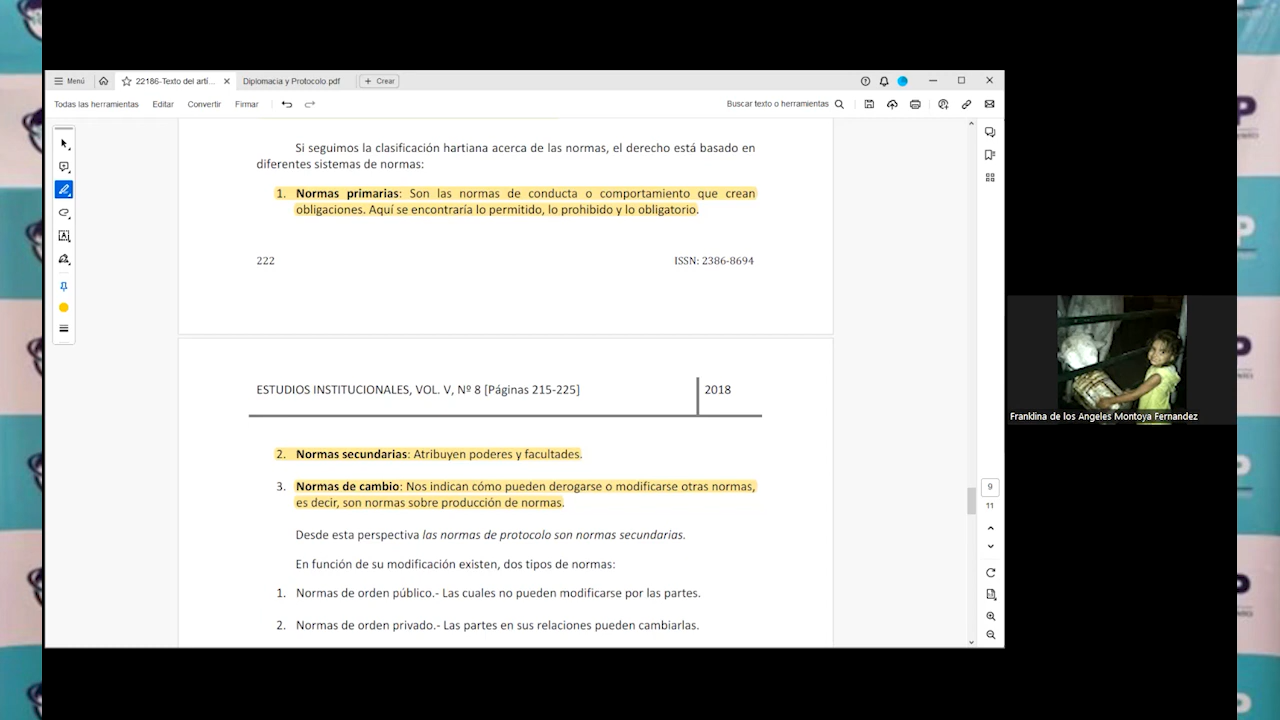 Menú
22186-Texto del artí...
Diplomacia y Protocolo.pdf
Crear
Todas las herramientas
Editar
Convertir
Firmar
Buscar texto o herramientas
Si seguimos la clasificación hartiana acerca de las normas, el derecho está basado en
diferentes sistemas de normas:
1. Normas primarias: Son las normas de conducta o comportamiento que crean
obligaciones. Aquí se encontraría lo permitido, lo prohibido y lo obligatorio.
222
ISSN: 2386-8694
ESTUDIOS INSTITUCIONALES, VOL. V, Nº 8 [Páginas 215-225]
2018
2. Normas secundarias: Atribuyen poderes y facultades.
3. Normas de cambio: Nos indican cómo pueden derogarse o modificarse otras normas,
es decir, son normas sobre producción de normas.
Desde esta perspectiva las normas de protocolo son normas secundarias.
En función de su modificación existen, dos tipos de normas:
1. Normas de orden público.- Las cuales no pueden modificarse por las partes.
2. Normas de orden privado.- Las partes en sus relaciones pueden cambiarlas.
9
11
Franklina de los Angeles Montoya Fernandez